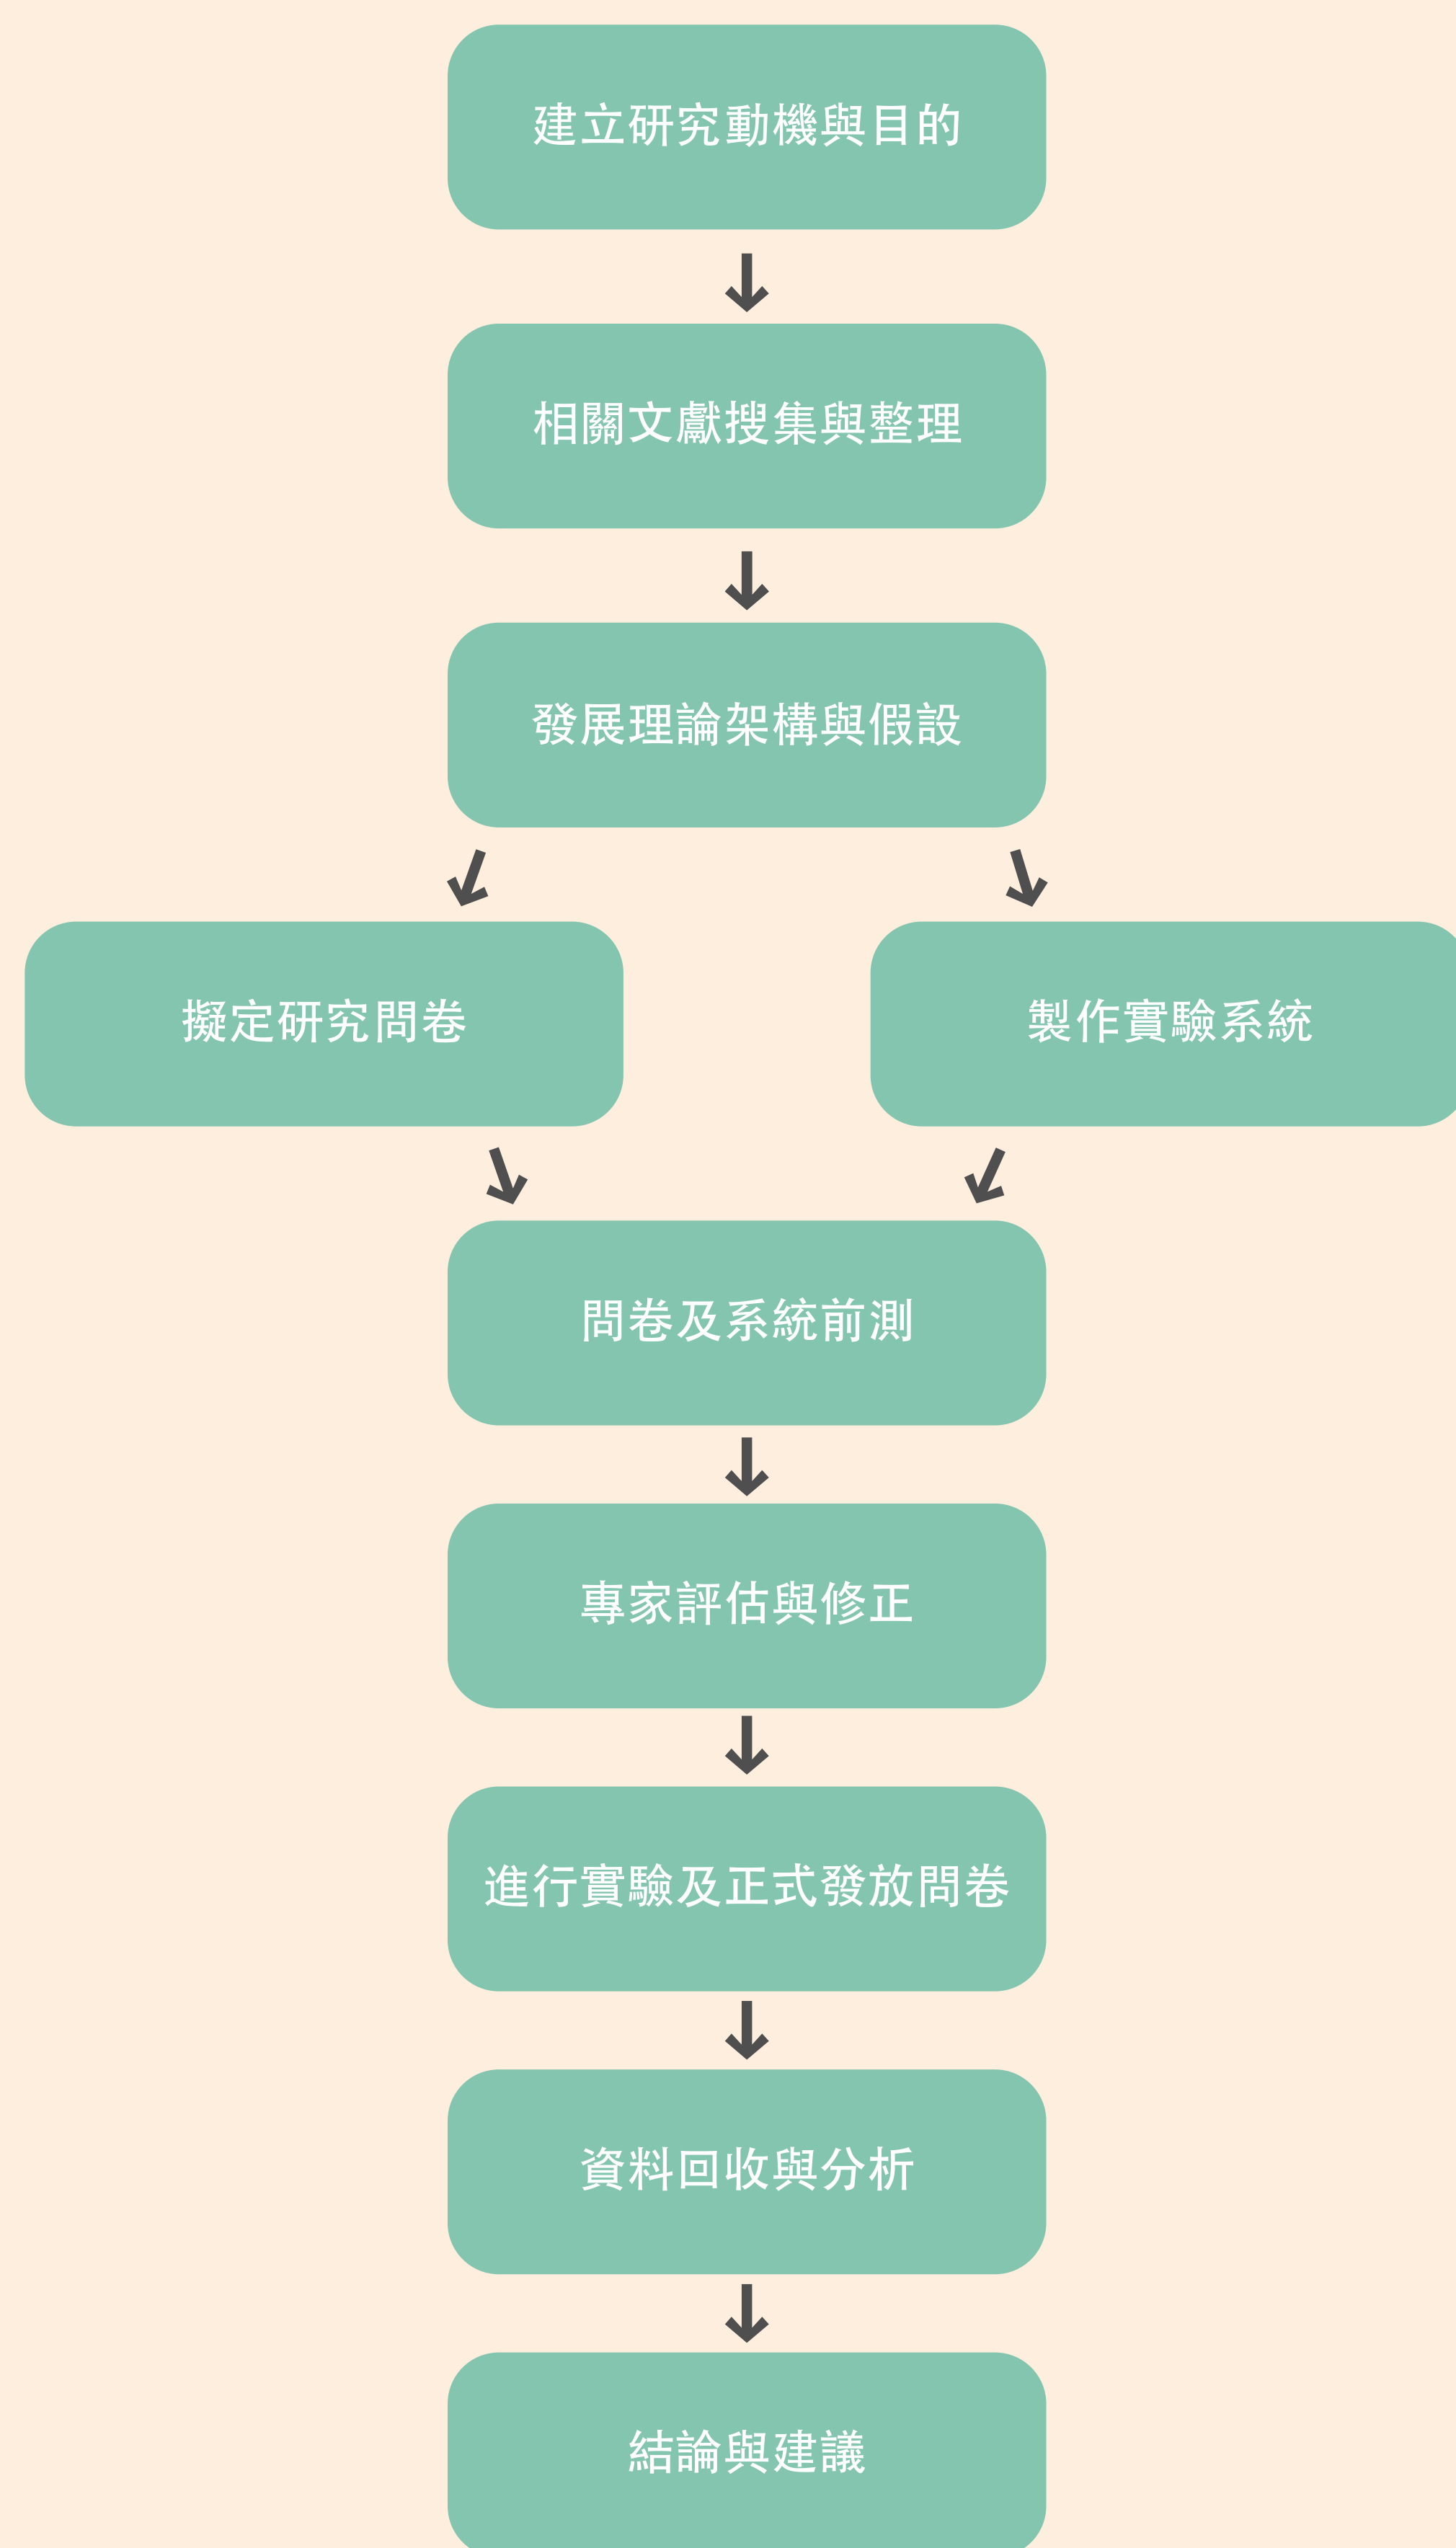 建立研究動機與目的
相關文獻搜集與整理
發展理論架構與假設
擬定研究問卷
製作實驗系統
問卷及系統前測
專家評估與修正
進行實驗及正式發放問卷
資料回收與分析
結論與建議